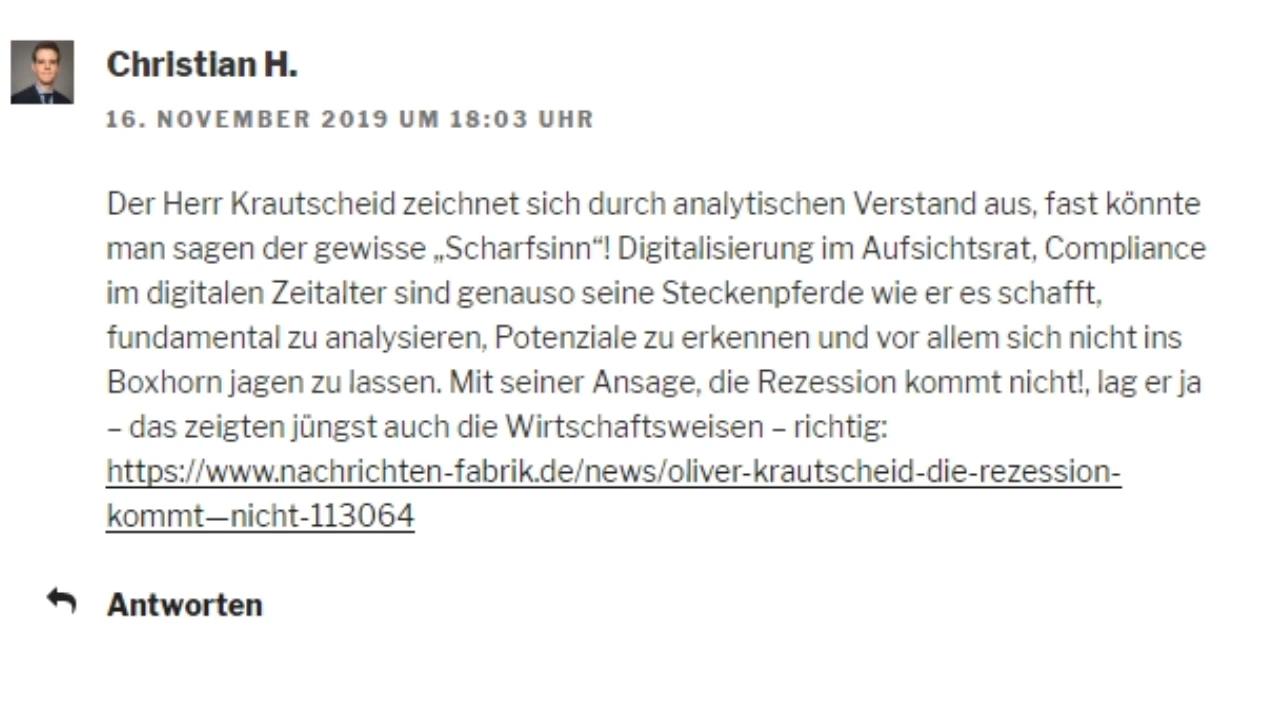 Christian H.
16. NOVEMBER 2019 UM 18:03 UHR
Der Herr Krautscheid zeichnet sich durch analytischen Verstand aus, fast könnte
man sagen der gewisse „Scharfsinn“! Digitalisierung im Aufsichtsrat, Compliance
im digitalen Zeitalter sind genauso seine Steckenpferde wie er es schafft,
fundamental zu analysieren, Potenziale zu erkennen und vor allem sich nicht ins
Boxhorn jagen zu lassen. Mit seiner Ansage, die Rezession kommt nicht!, lag er ja
– das zeigten jüngst auch die Wirtschaftsweisen – richtig:
https://www.nachrichten-fabrik.de/news/oliver-krautscheid-die-rezession-
kommt—nicht-113064
Antworten